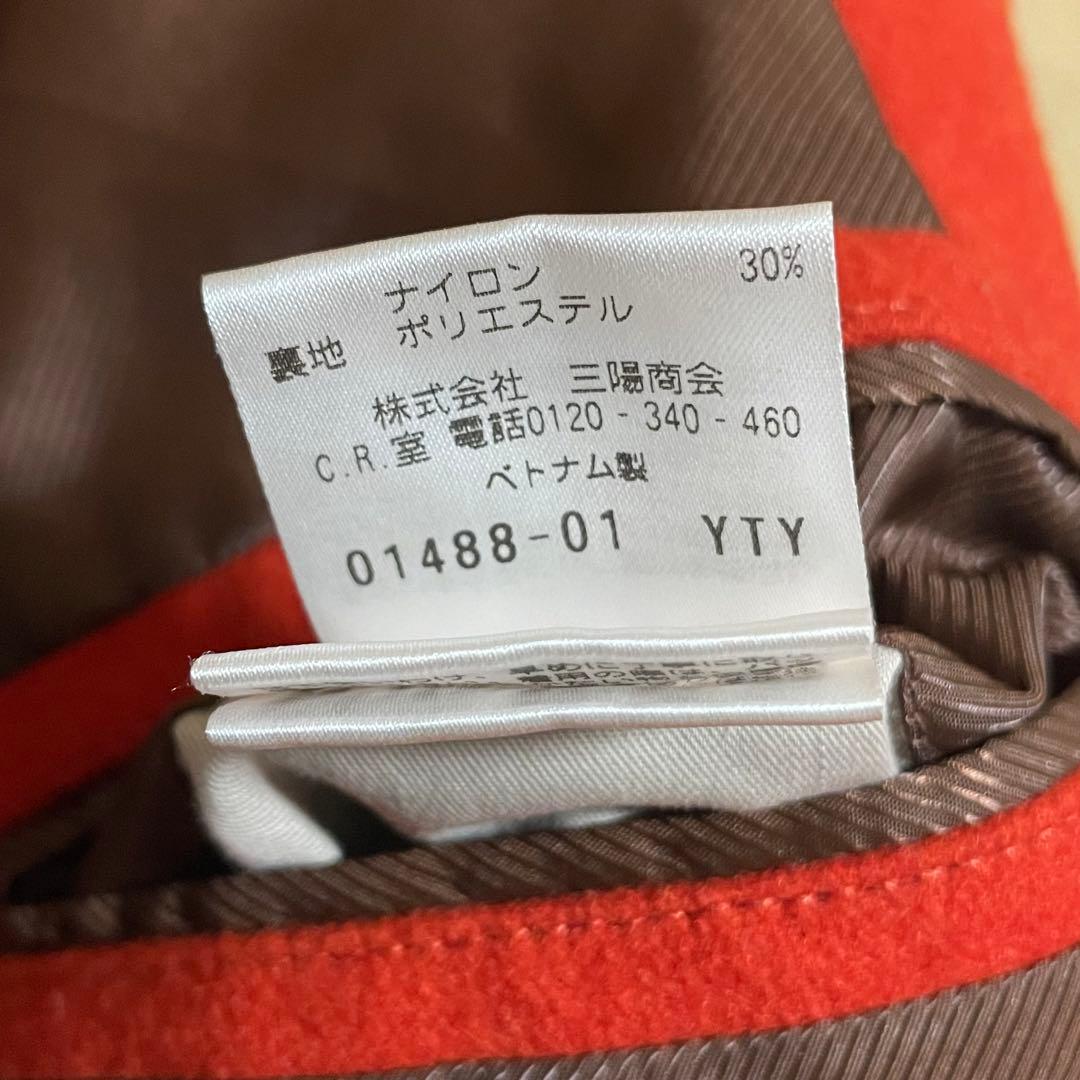 ナイロン 30%
裏地 ポリエステル
株式会社 三陽商会
C.R.室 電話0120-340-460
ベトナム製
01488-01 YTY